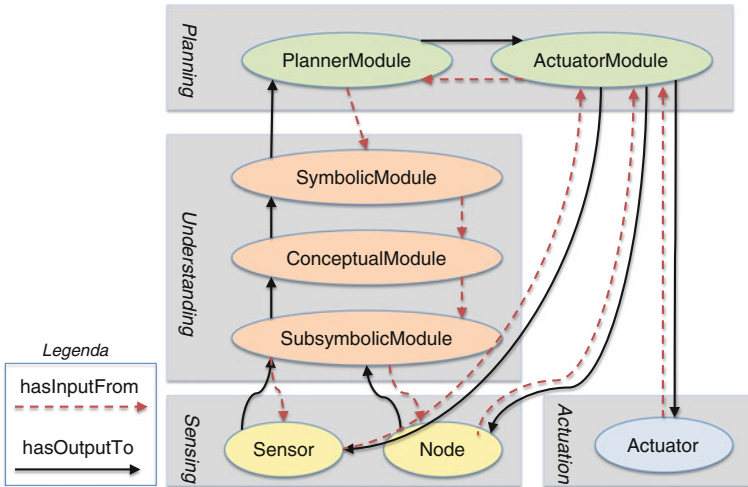 Planning
PlannerModule
ActuatorModule
Understanding
SymbolicModule
ConceptualModule
SubsymbolicModule
Legenda
hasInputFrom
hasOutputTo
Sensing
Sensor
Node
Actuation
Actuator